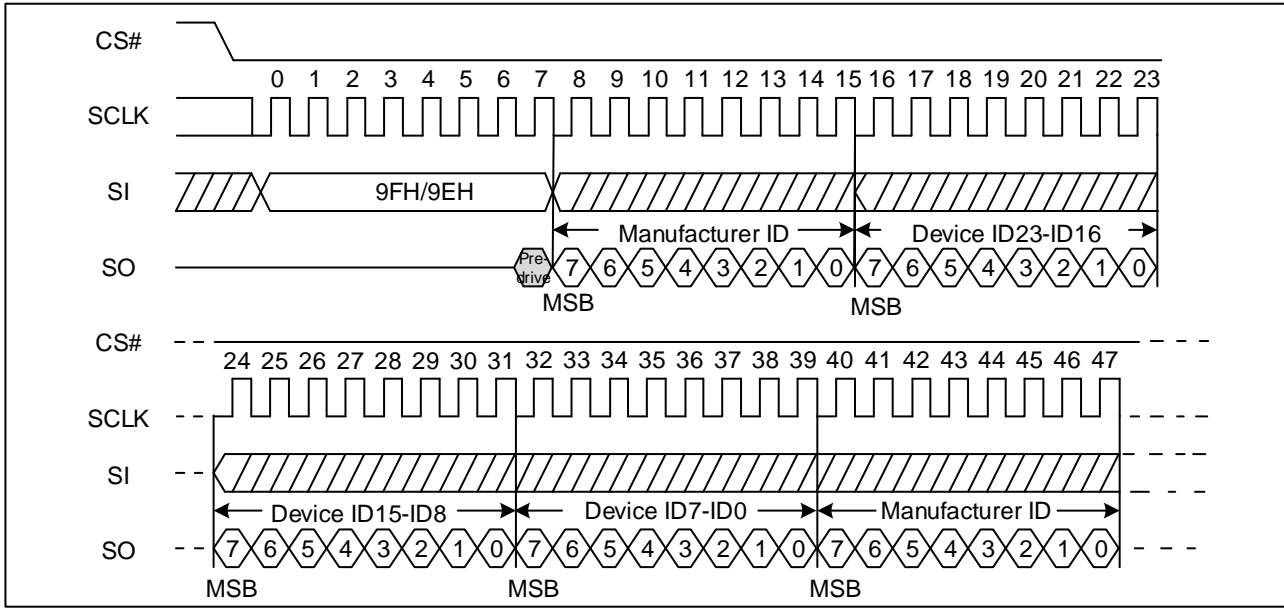 CS#
0 1 2 3 4 5 6 7 8 9 10 11 12 13 14 15 16 17 18 19 20 21 22 23
SCLK
SI 9FH/9EH
Manufacturer ID Device ID23-ID16
SO Pre-drive 7 6 5 4 3 2 1 0 7 6 5 4 3 2 1 0
MSB MSB
CS#
24 25 26 27 28 29 30 31 32 33 34 35 36 37 38 39 40 41 42 43 44 45 46 47
SCLK
SI
Device ID15-ID8 Device ID7-ID0 Manufacturer ID
SO 7 6 5 4 3 2 1 0 7 6 5 4 3 2 1 0 7 6 5 4 3 2 1 0
MSB MSB MSB